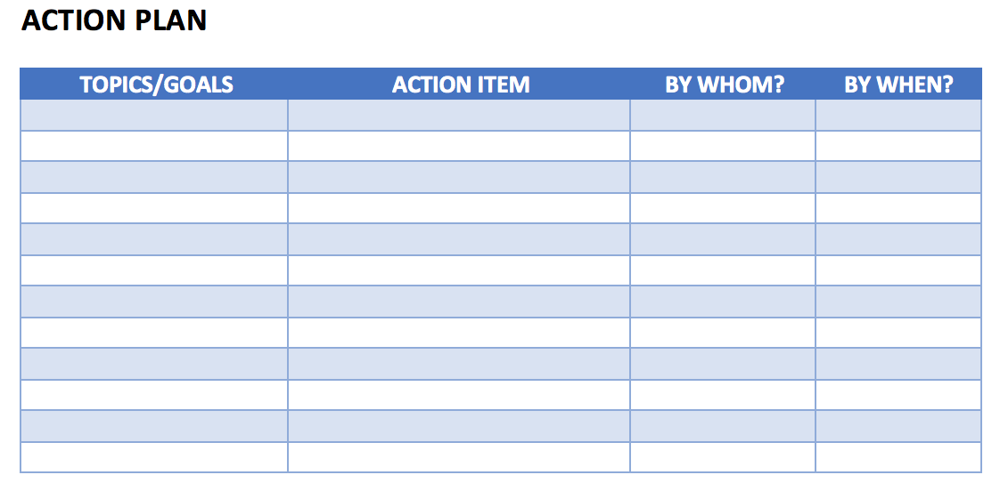 ACTION PLAN
TOPICS/GOALS ACTION ITEM BY WHOM? BY WHEN?